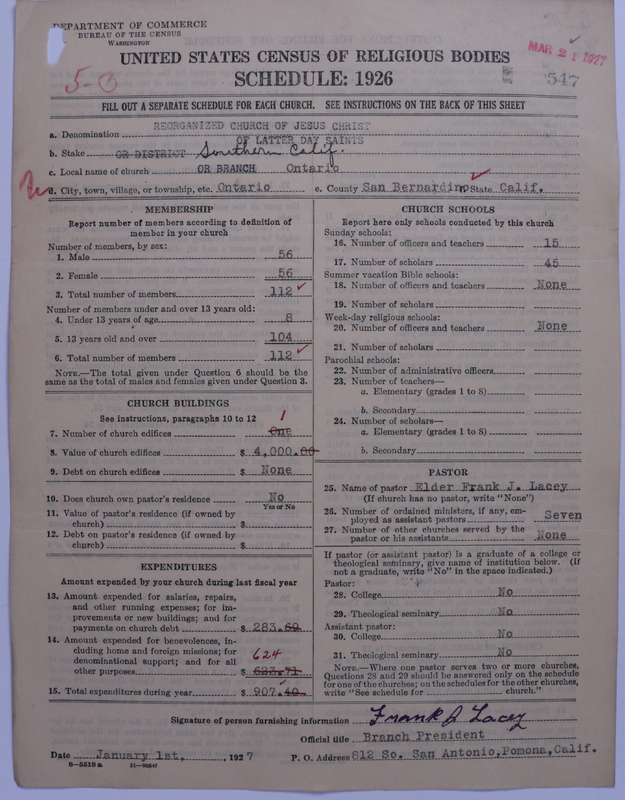 DEPARTMENT OF COMMERCE
BUREAU OF THE CENSUS
WASHINGTON
MAR 21 1927
UNITED STATES CENSUS OF RELIGIOUS BODIES
5-3
SCHEDULE: 1926
547
FILL OUT A SEPARATE SCHEDULE FOR EACH CHURCH. SEE INSTRUCTIONS ON THE BACK OF THIS SHEET
a. Denomination REORGANIZED CHURCH OF JESUS CHRIST
OF LATTER DAY SAINTS
b. Stake OR DISTRICT Southern Calif.
c. Local name of church OR BRANCH Ontario
d. City, town, village, or township, etc. Ontario e. County San Bernardino State Calif.
MEMBERSHIP
Report number of members according to definition of
member in your church
Number of members, by sex:
1. Male 56
2. Female 56
3. Total number of members 112
Number of members under and over 13 years old:
4. Under 13 years of age 8
5. 13 years old and over 104
6. Total number of members 112
NOTE.—The total given under Question 6 should be the
same as the total of males and females given under Question 3.
CHURCH BUILDINGS
See instructions, paragraphs 10 to 12
1
7. Number of church edifices One
8. Value of church edifices $ 4,000.00
9. Debt on church edifices $ None
10. Does church own pastor's residence No
Yes or No
11. Value of pastor's residence (if owned by
church) $
12. Debt on pastor's residence (if owned by
church) $
EXPENDITURES
Amount expended by your church during last fiscal year
13. Amount expended for salaries, repairs,
and other running expenses; for im-
provements or new buildings; and for
payments on church debt $ 283.69
14. Amount expended for benevolences, in-
cluding home and foreign missions; for
denominational support; and for all
624
other purposes $ 623.71
15. Total expenditures during year $ 907.40
CHURCH SCHOOLS
Report here only schools conducted by this church
Sunday schools:
16. Number of officers and teachers 15
17. Number of scholars 45
Summer vacation Bible schools:
18. Number of officers and teachers None
19. Number of scholars
Week-day religious schools:
20. Number of officers and teachers None
21. Number of scholars
Parochial schools:
22. Number of administrative officers
23. Number of teachers—
a. Elementary (grades 1 to 8)
b. Secondary
24. Number of scholars—
a. Elementary (grades 1 to 8)
b. Secondary
PASTOR
25. Name of pastor Elder Frank J. Lacey
(If church has no pastor, write "None")
26. Number of ordained ministers, if any, em-
ployed as assistant pastors Seven
27. Number of other churches served by the
pastor or his assistants None
If pastor (or assistant pastor) is a graduate of a college or
theological seminary, give name of institution below. (If
not a graduate, write "No" in the space indicated.)
Pastor:
28. College No
29. Theological seminary No
Assistant pastor:
30. College No
31. Theological seminary No
NOTE.—Where one pastor serves two or more churches,
Questions 28 and 29 should be answered only on the schedule
for one of the churches; on the schedules for the other churches,
write "See schedule for church."
Signature of person furnishing information Frank J Lacey
Official title Branch President
Date January 1st, 1927 P. O. Address 812 So. San Antonio, Pomona, Calif.
8-5518 a